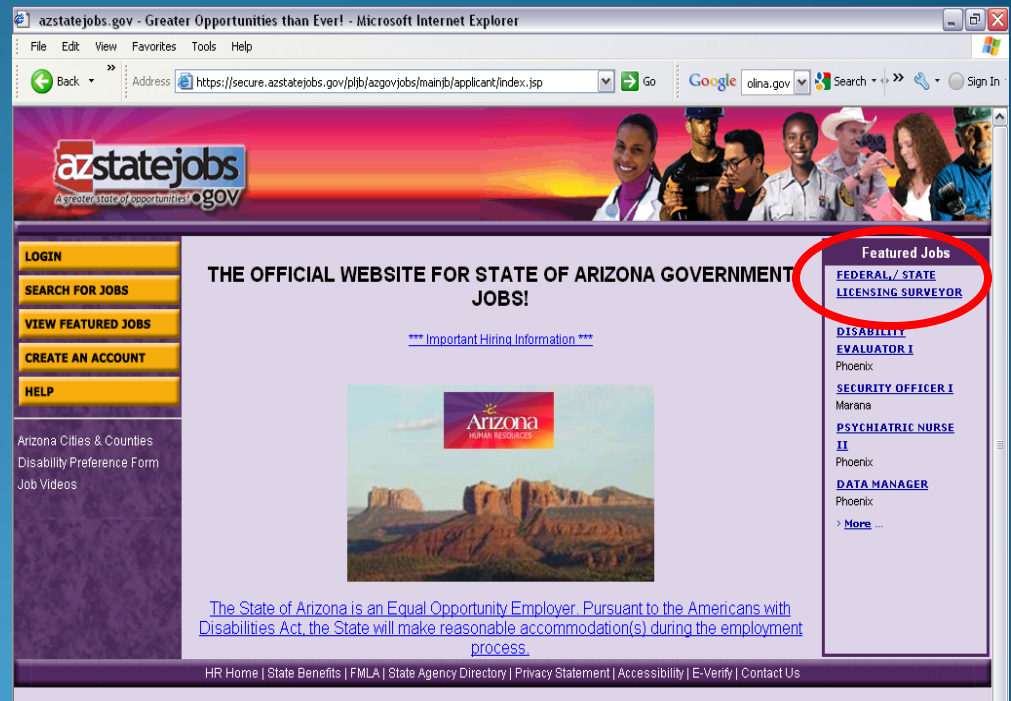 azstatejobs.gov - Greater Opportunities than Ever! - Microsoft Internet Explorer
File Edit View Favorites Tools Help
Back » Address https://secure.azstatejobs.gov/pljb/azgovjobs/mainjb/applicant/index.jsp Go Google olina.gov Search » Sign In
azstatejobs
A greater state of opportunities! .gov
LOGIN
SEARCH FOR JOBS
VIEW FEATURED JOBS
CREATE AN ACCOUNT
HELP
Arizona Cities & Counties
Disability Preference Form
Job Videos
THE OFFICIAL WEBSITE FOR STATE OF ARIZONA GOVERNMENT
JOBS!
*** Important Hiring Information ***
Arizona
HUMAN RESOURCES
The State of Arizona is an Equal Opportunity Employer. Pursuant to the Americans with
Disabilities Act, the State will make reasonable accommodation(s) during the employment
process.
Featured Jobs
FEDERAL,/ STATE
LICENSING SURVEYOR
DISABILITY
EVALUATOR I
Phoenix
SECURITY OFFICER I
Marana
PSYCHIATRIC NURSE
II
Phoenix
DATA MANAGER
Phoenix
> More ...
HR Home | State Benefits | FMLA | State Agency Directory | Privacy Statement | Accessibility | E-Verify | Contact Us